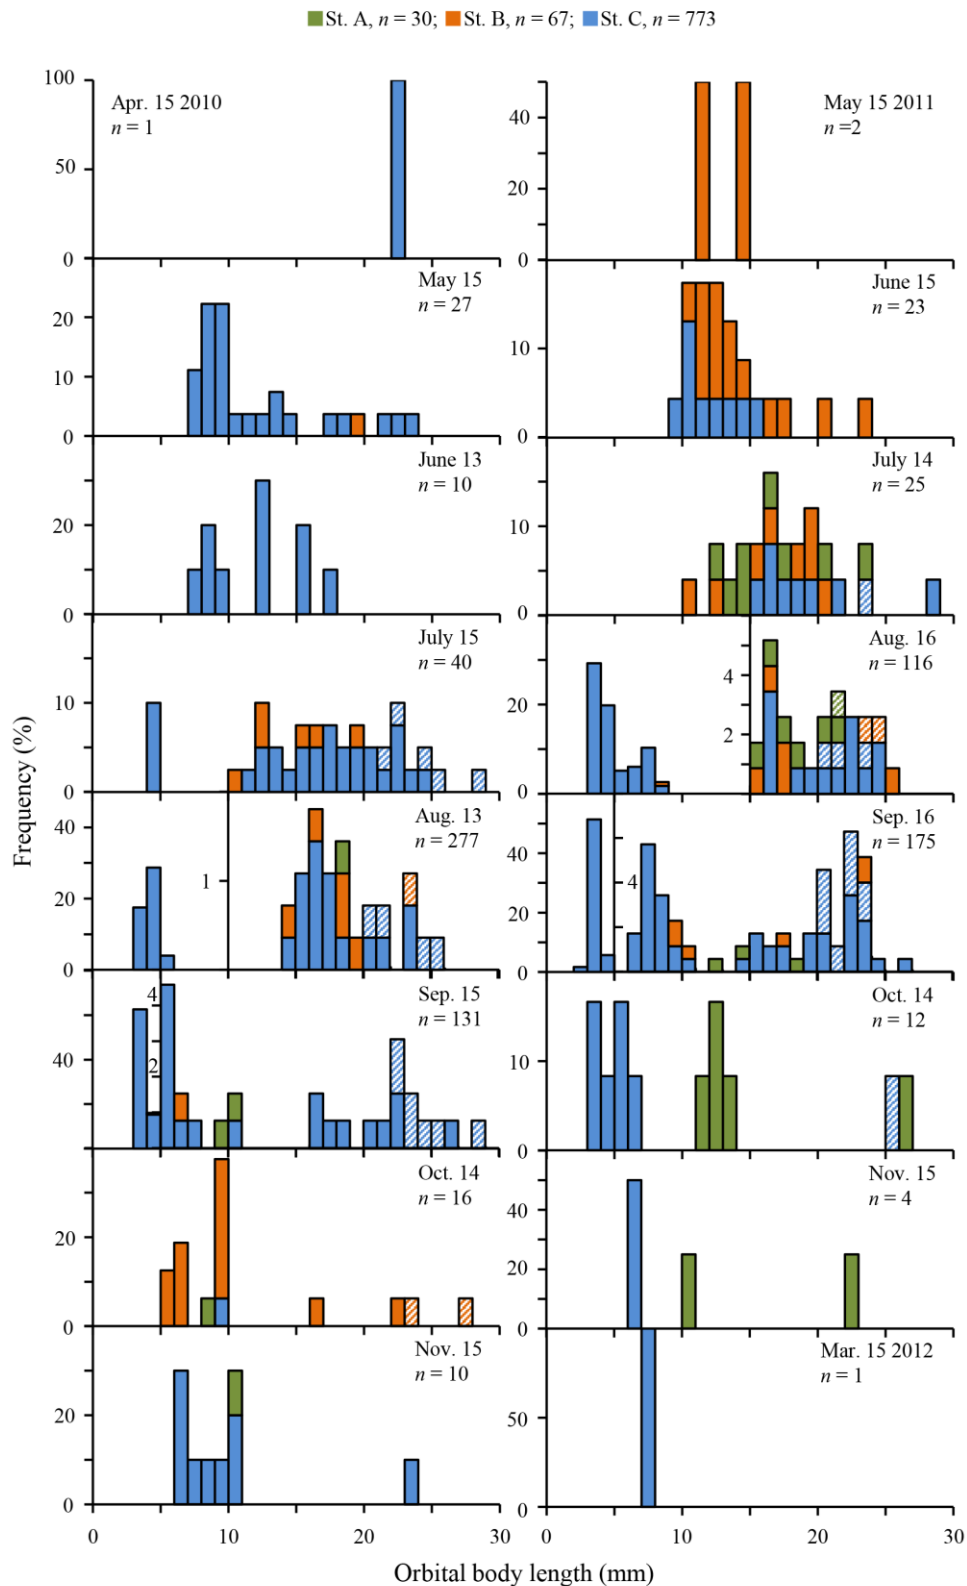 St. A, n = 30; St. B, n = 67; St. C, n = 773
Frequency (%)
100
50
0
Apr. 15 2010
n = 1
40
20
0
May 15 2011
n =2
20
10
0
May 15
n = 27
10
0
June 15
n = 23
20
0
June 13
n = 10
10
0
July 14
n = 25
10
0
July 15
n = 40
20
0
4
2
Aug. 16
n = 116
40
20
0
1
Aug. 13
n = 277
40
20
0
4
Sep. 16
n = 175
40
4
2
Sep. 15
n = 131
10
0
Oct. 14
n = 12
20
0
Oct. 14
n = 16
40
20
0
Nov. 15
n = 4
20
0
Nov. 15
n = 10
50
0
Mar. 15 2012
n = 1
0 10 20 30
0 10 20 30
Orbital body length (mm)